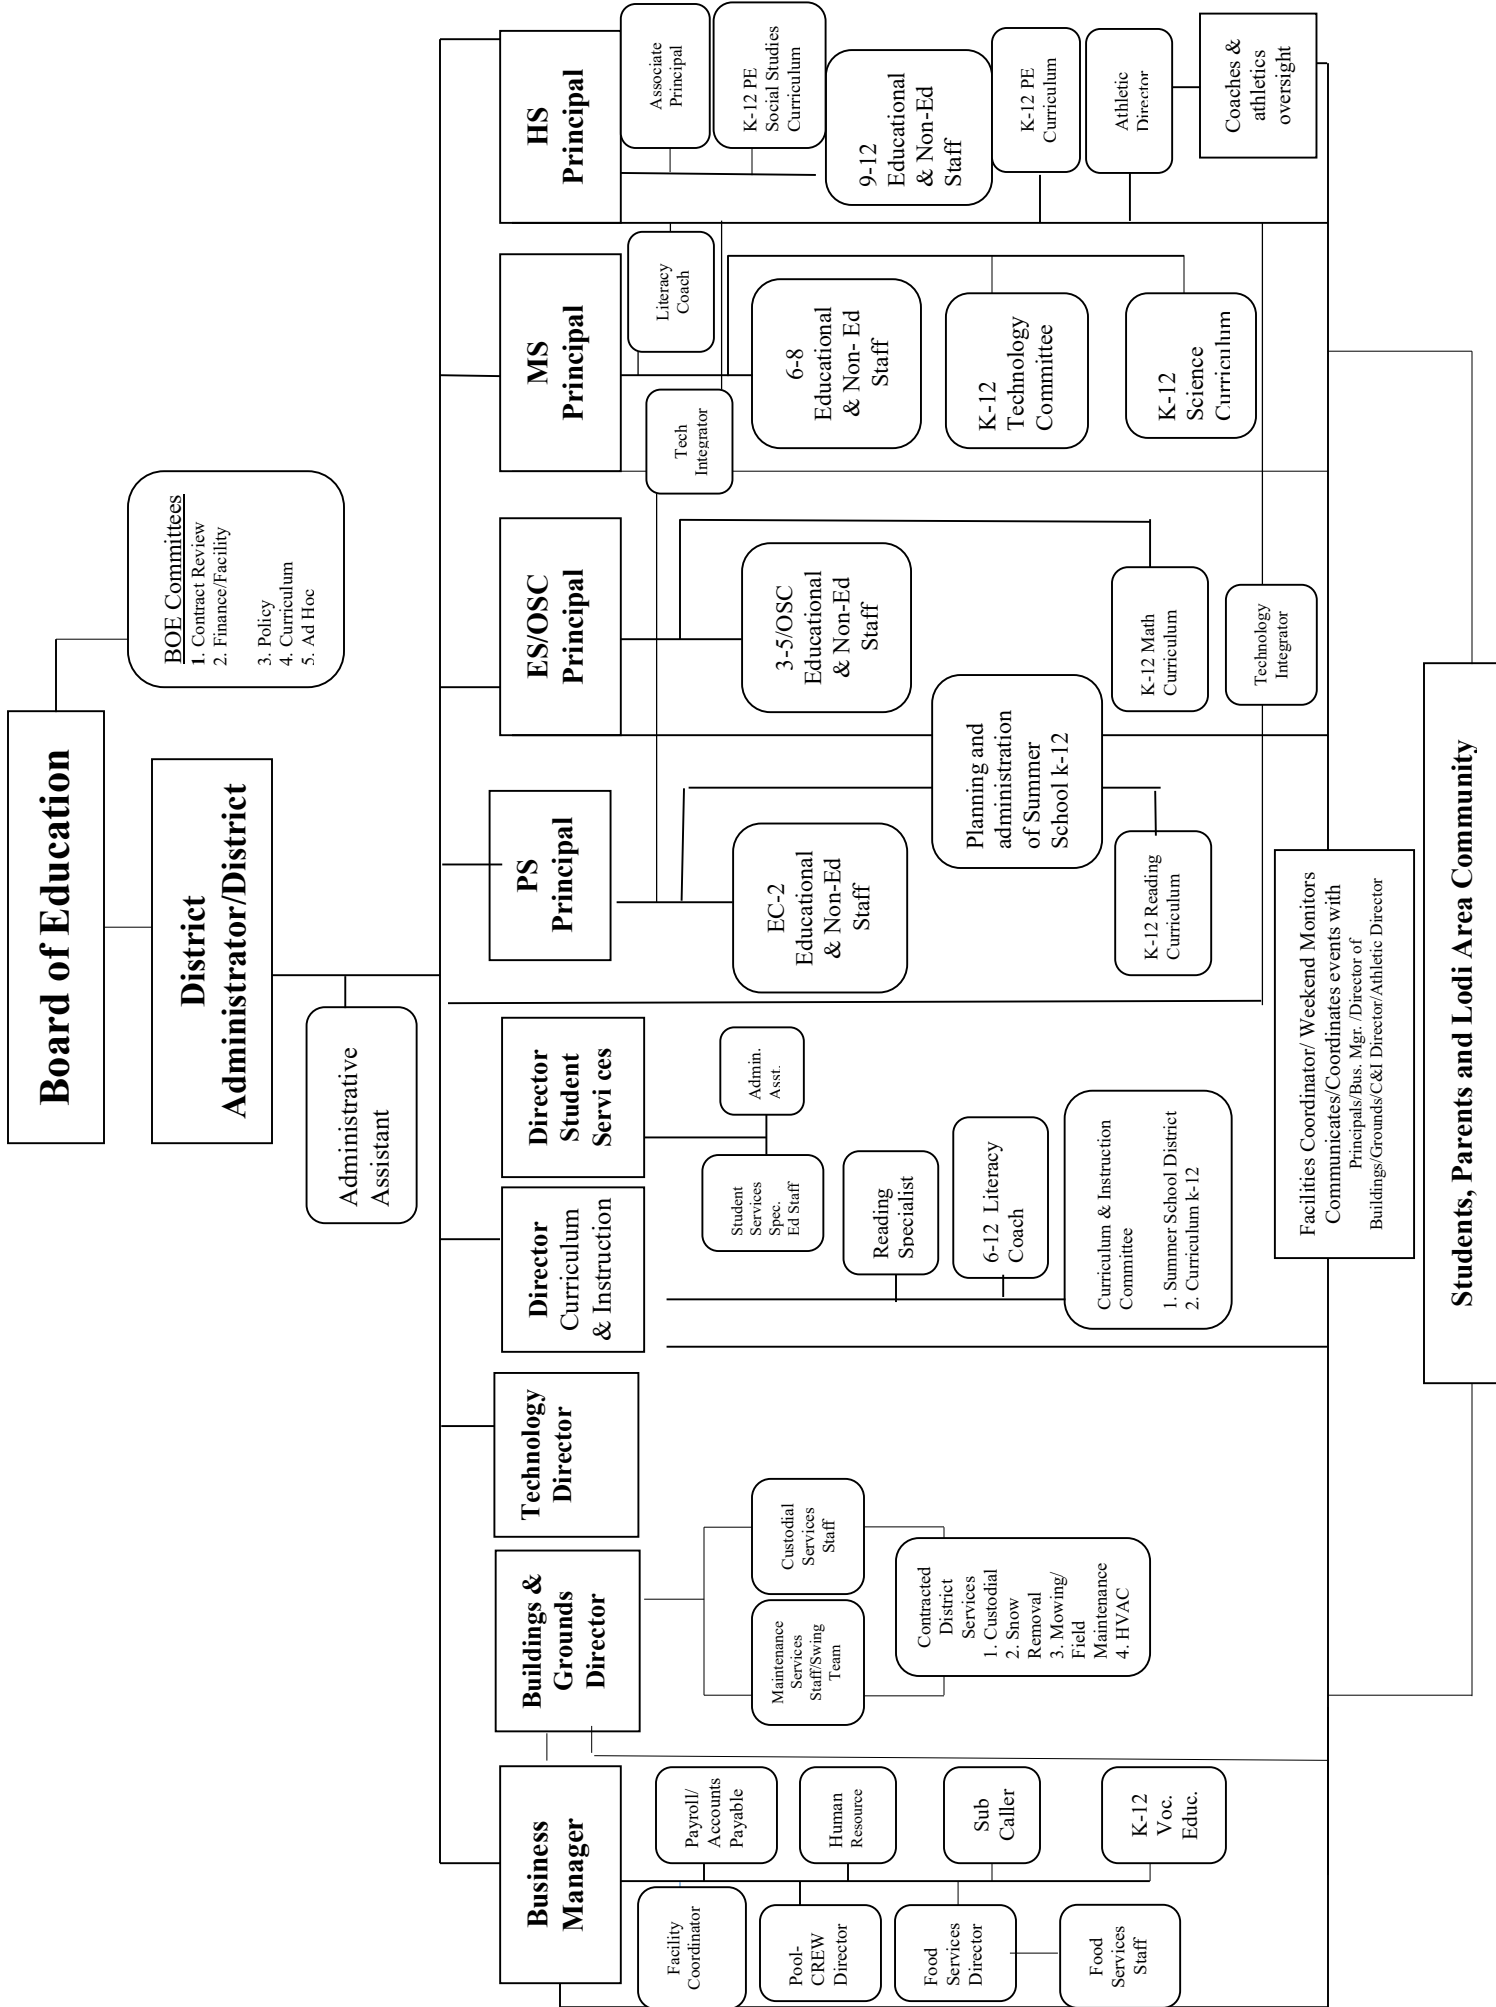 Board of Education
BOE Committees
1. Contract Review
2. Finance/Facility
3. Policy
4. Curriculum
5. Ad Hoc
District
Administrator/District
Administrative
Assistant
Business
Manager
Buildings &
Grounds
Director
Technology
Director
Director
Curriculum
& Instruction
Director
Student
Servi ces
PS
Principal
ES/OSC
Principal
MS
Principal
HS
Principal
Facility
Coordinator
Payroll/
Accounts
Payable
Pool-
CREW
Director
Human
Resource
Food
Services
Director
Sub
Caller
Food
Services
Staff
K-12
Voc.
Educ.
Maintenance
Services
Staff/Swing
Team
Custodial
Services
Staff
Contracted
District
Services
1. Custodial
2. Snow
Removal
3. Mowing/
Field
Maintenance
4. HVAC
Student
Services
Spec.
Ed Staff
Admin.
Asst.
Reading
Specialist
6-12 Literacy
Coach
Curriculum & Instruction
Committee
1. Summer School District
2. Curriculum k-12
EC-2
Educational
& Non-Ed
Staff
Planning and
administration
of Summer
School k-12
K-12 Reading
Curriculum
3-5/OSC
Educational
& Non-Ed
Staff
K-12 Math
Curriculum
Technology
Integrator
Tech
Integrator
Literacy
Coach
6-8
Educational
& Non- Ed
Staff
K-12
Technology
Committee
K-12
Science
Curriculum
Associate
Principal
K-12 PE
Social Studies
Curriculum
9-12
Educational
& Non-Ed
Staff
K-12 PE
Curriculum
Athletic
Director
Coaches &
athletics
oversight
Facilities Coordinator/ Weekend Monitors
Communicates/Coordinates events with
Principals/Bus. Mgr. /Director of
Buildings/Grounds/C&I Director/Athletic Director
Students, Parents and Lodi Area Community